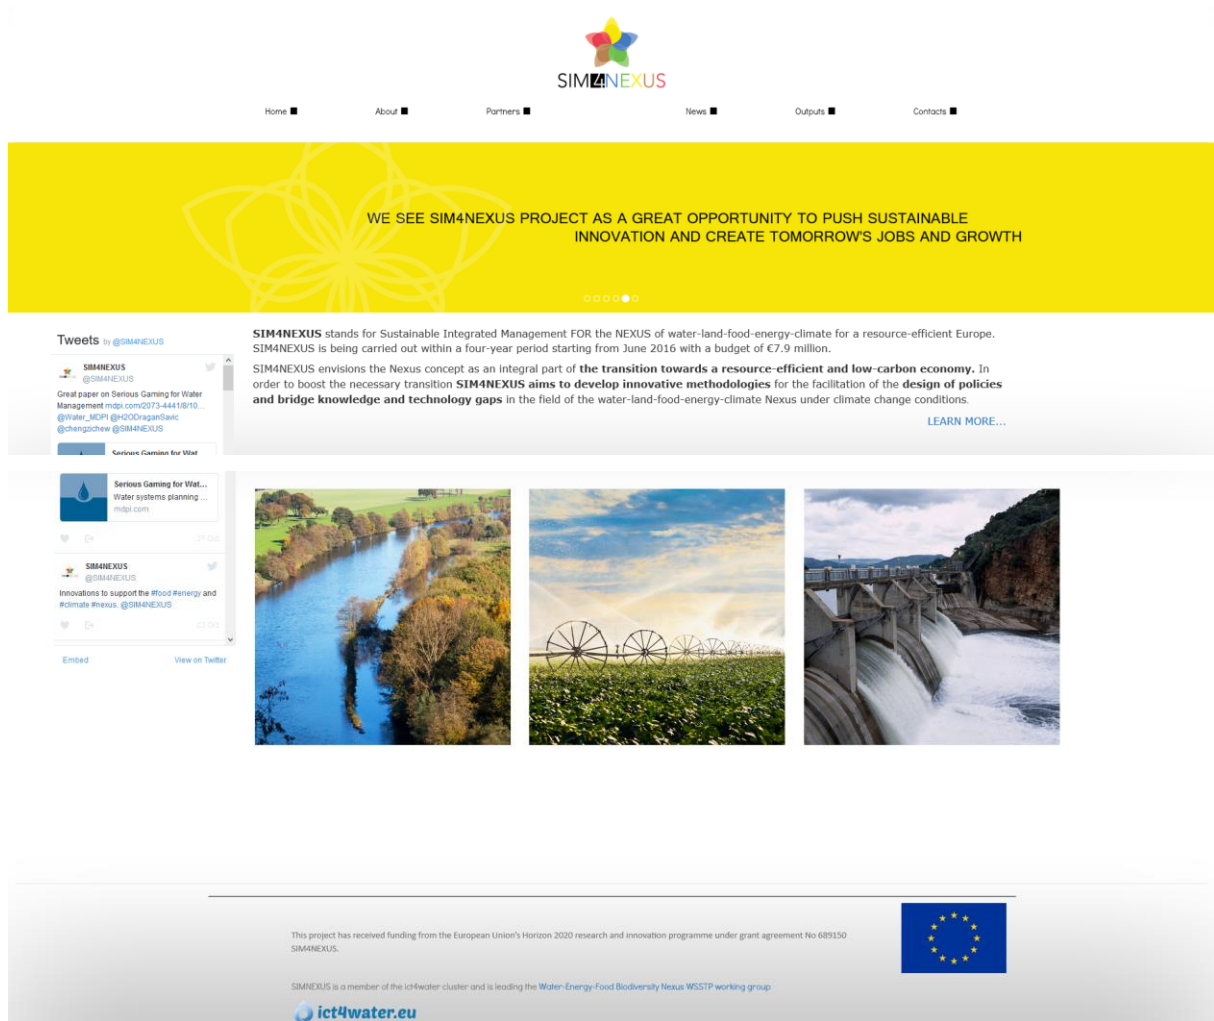 SIM4NEXUS
Home About Partners News Outputs Contacts
WE SEE SIM4NEXUS PROJECT AS A GREAT OPPORTUNITY TO PUSH SUSTAINABLE
INNOVATION AND CREATE TOMORROW'S JOBS AND GROWTH
Tweets by @SIM4NEXUS
SIM4NEXUS
@SIM4NEXUS
Great paper on Serious Gaming for Water
Management mdpi.com/2073-4441/8/10...
@Water_MDPI @H2ODraganSavic
@chengzichew @SIM4NEXUS
Serious Gaming for Wat
SIM4NEXUS stands for Sustainable Integrated Management FOR the NEXUS of water-land-food-energy-climate for a resource-efficient Europe.
SIM4NEXUS is being carried out within a four-year period starting from June 2016 with a budget of €7.9 million.
SIM4NEXUS envisions the Nexus concept as an integral part of the transition towards a resource-efficient and low-carbon economy. In
order to boost the necessary transition SIM4NEXUS aims to develop innovative methodologies for the facilitation of the design of policies
and bridge knowledge and technology gaps in the field of the water-land-food-energy-climate Nexus under climate change conditions.
LEARN MORE...
Serious Gaming for Wat...
Water systems planning ...
mdpi.com
Oct
SIM4NEXUS
@SIM4NEXUS
Innovations to support the #food #energy and
#climate #nexus. @SIM4NEXUS
Oct
Embed View on Twitter
This project has received funding from the European Union's Horizon 2020 research and innovation programme under grant agreement No 689150
SIM4NEXUS.
SIMNEXUS is a member of the ict4water cluster and is leading the Water-Energy-Food Biodiversity Nexus WSSTP working group
ict4water.eu